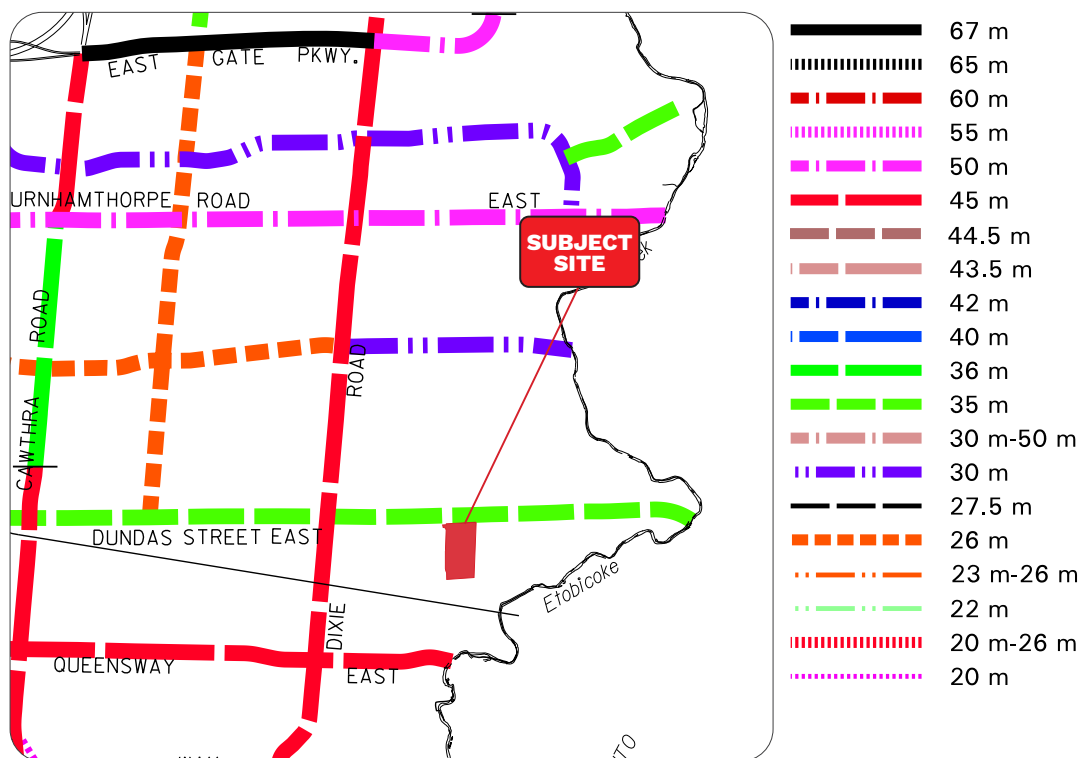 EAST GATE PKWY.
URNHAMTHORPE ROAD EAST
SUBJECT
SITE
ek
ROAD
ROAD
CAWTHRA
DUNDAS STREET EAST
Etobicoke
DIXIE
QUEENSWAY EAST
67 m
65 m
60 m
55 m
50 m
45 m
44.5 m
43.5 m
42 m
40 m
36 m
35 m
30 m-50 m
30 m
27.5 m
26 m
23 m-26 m
22 m
20 m-26 m
20 m